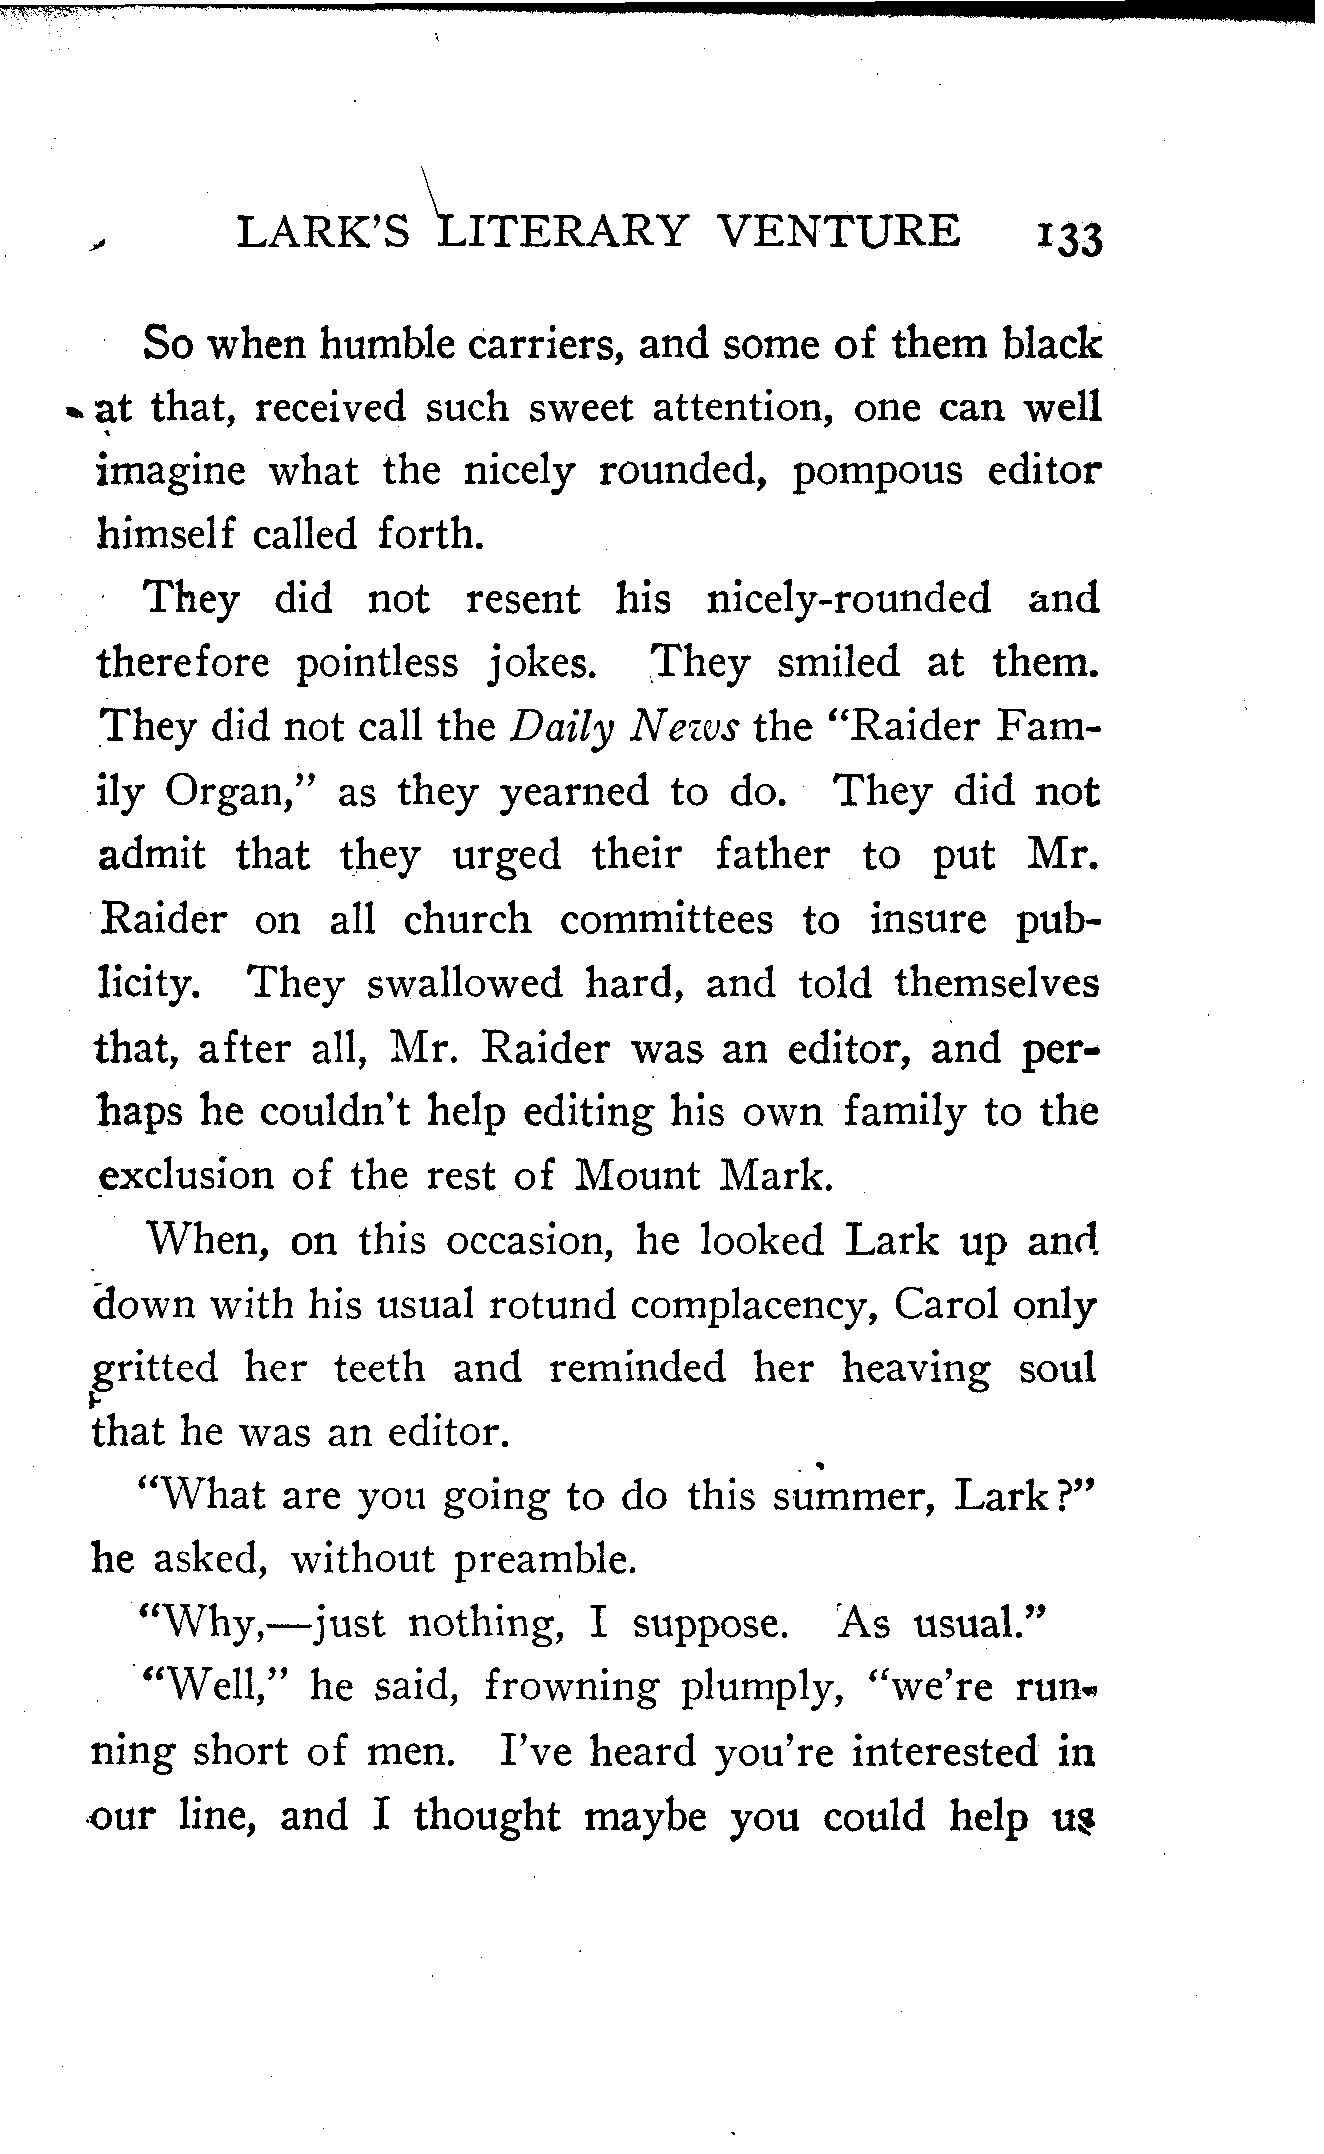 LARK'S LITERARY VENTURE 133
So when humble carriers, and some of them black
at that, received such sweet attention, one can well
imagine what the nicely rounded, pompous editor
himself called forth.
They did not resent his nicely-rounded and
therefore pointless jokes. They smiled at them.
They did not call the Daily News the “Raider Fam-
ily Organ,” as they yearned to do. They did not
admit that they urged their father to put Mr.
Raider on all church committees to insure pub-
licity. They swallowed hard, and told themselves
that, after all, Mr. Raider was an editor, and per-
haps he couldn't help editing his own family to the
exclusion of the rest of Mount Mark.
When, on this occasion, he looked Lark up and
down with his usual rotund complacency, Carol only
gritted her teeth and reminded her heaving soul
that he was an editor.
“What are you going to do this summer, Lark?”
he asked, without preamble.
“Why,—just nothing, I suppose. As usual.”
“Well,” he said, frowning plumply, “we're run-
ning short of men. I've heard you're interested in
our line, and I thought maybe you could help us